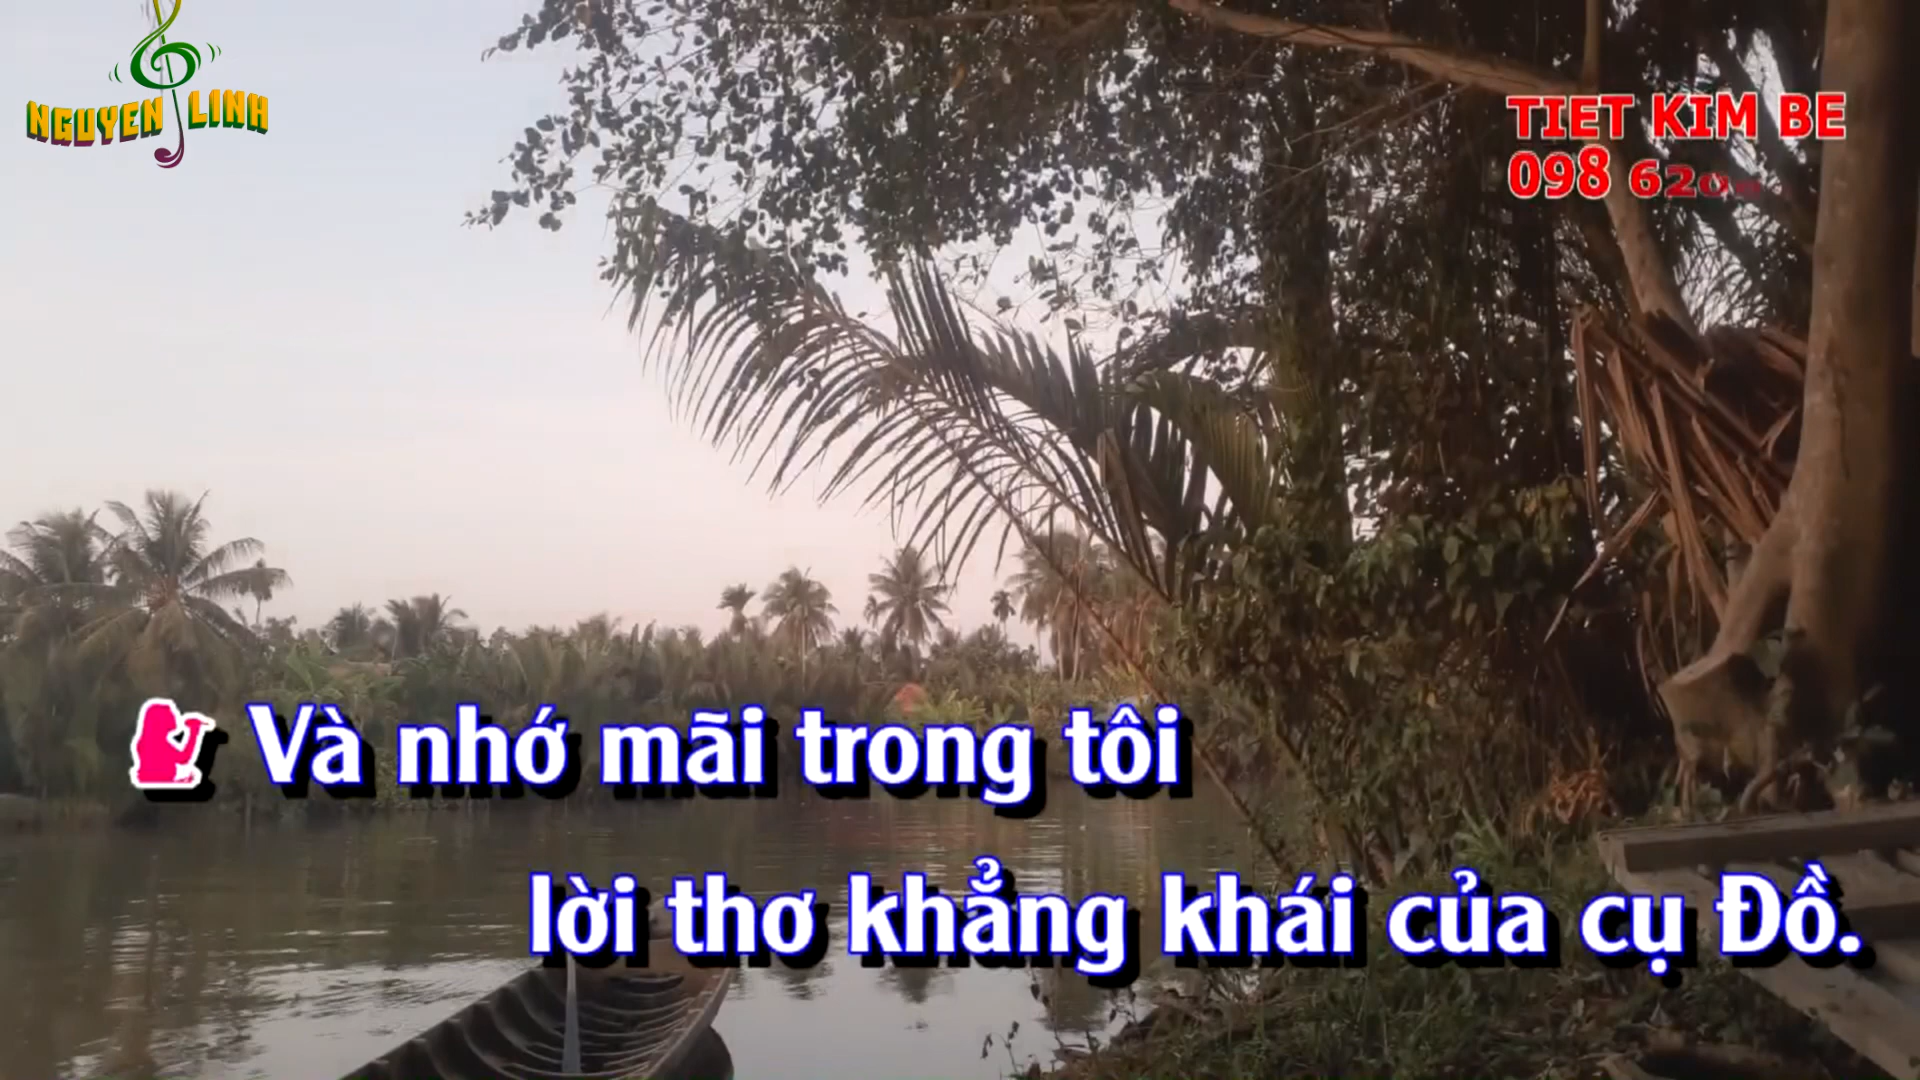 NGUYEN LINH
TIET KIM BE
098 620
Và nhớ mãi trong tôi
lời thơ khẳng khái của cụ Đồ.